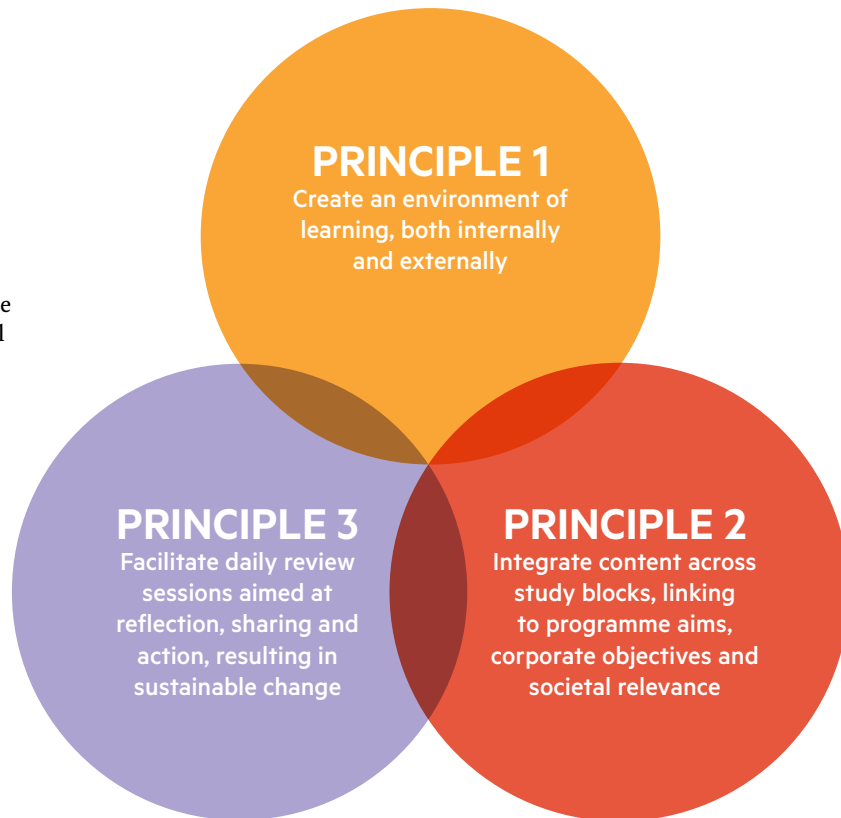 PRINCIPLE 1
Create an environment of
learning, both internally
and externally
PRINCIPLE 3
Facilitate daily review
sessions aimed at
reflection, sharing and
action, resulting in
sustainable change
PRINCIPLE 2
Integrate content across
study blocks, linking
to programme aims,
corporate objectives and
societal relevance